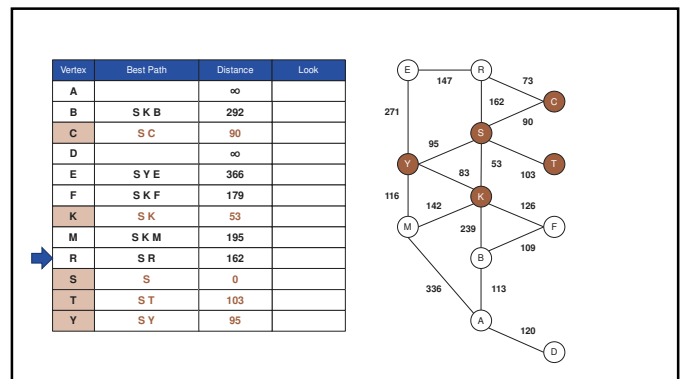 Vertex Best Path Distance Look
A ∞
B S K B 292
C S C 90
D ∞
E S Y E 366
F S K F 179
K S K 53
M S K M 195
R S R 162
S S 0
T S T 103
Y S Y 95
E R
147 73
C
271 162
90
S
95
Y 53 T
83 103
116 K
142 126
M F
239
109
B
336 113
A
120
D